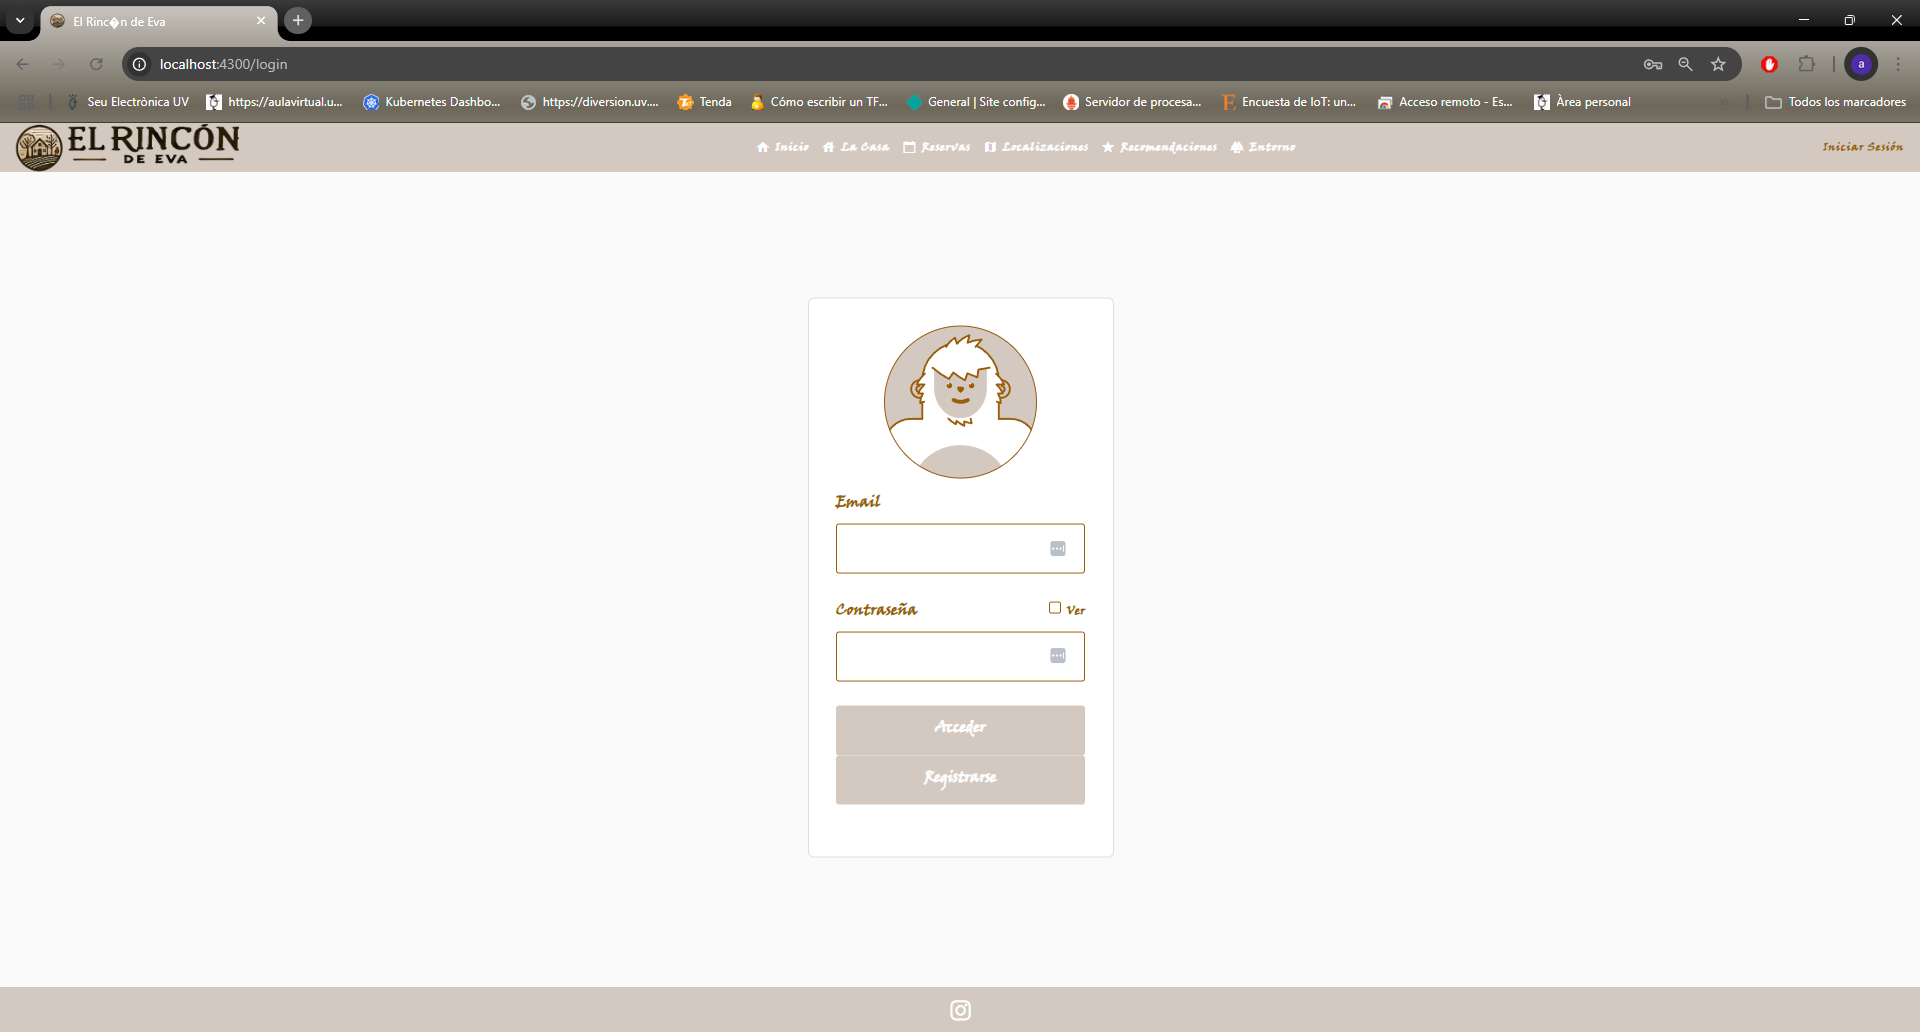 El Rinc�n de Eva
localhost:4300/login
a
Seu Electrònica UV https://aulavirtual.u... Kubernetes Dashbo... https://diversion.uv.... Tenda Cómo escribir un TF... General | Site config... Servidor de procesa... Encuesta de IoT: un... Acceso remoto - Es... Àrea personal Todos los marcadores
EL RINCÓN
DE EVA
Inicio La Casa Reservas Localizaciones Recomendaciones Entorno Iniciar Sesión
Email
Contraseña Ver
Acceder
Registrarse